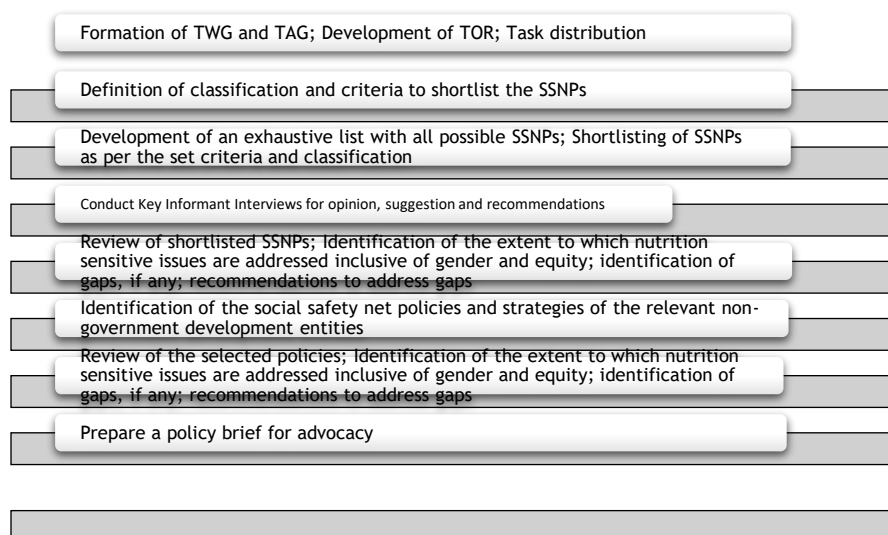 Formation of TWG and TAG; Development of TOR; Task distribution
Definition of classification and criteria to shortlist the SSNPs
Development of an exhaustive list with all possible SSNPs; Shortlisting of SSNPs
as per the set criteria and classification
Conduct Key Informant Interviews for opinion, suggestion and recommendations
Review of shortlisted SSNPs; Identification of the extent to which nutrition
sensitive issues are addressed inclusive of gender and equity; identification of
gaps, if any; recommendations to address gaps
Identification of the social safety net policies and strategies of the relevant non-
government development entities
Review of the selected policies; Identification of the extent to which nutrition
sensitive issues are addressed inclusive of gender and equity; identification of
gaps, if any; recommendations to address gaps
Prepare a policy brief for advocacy